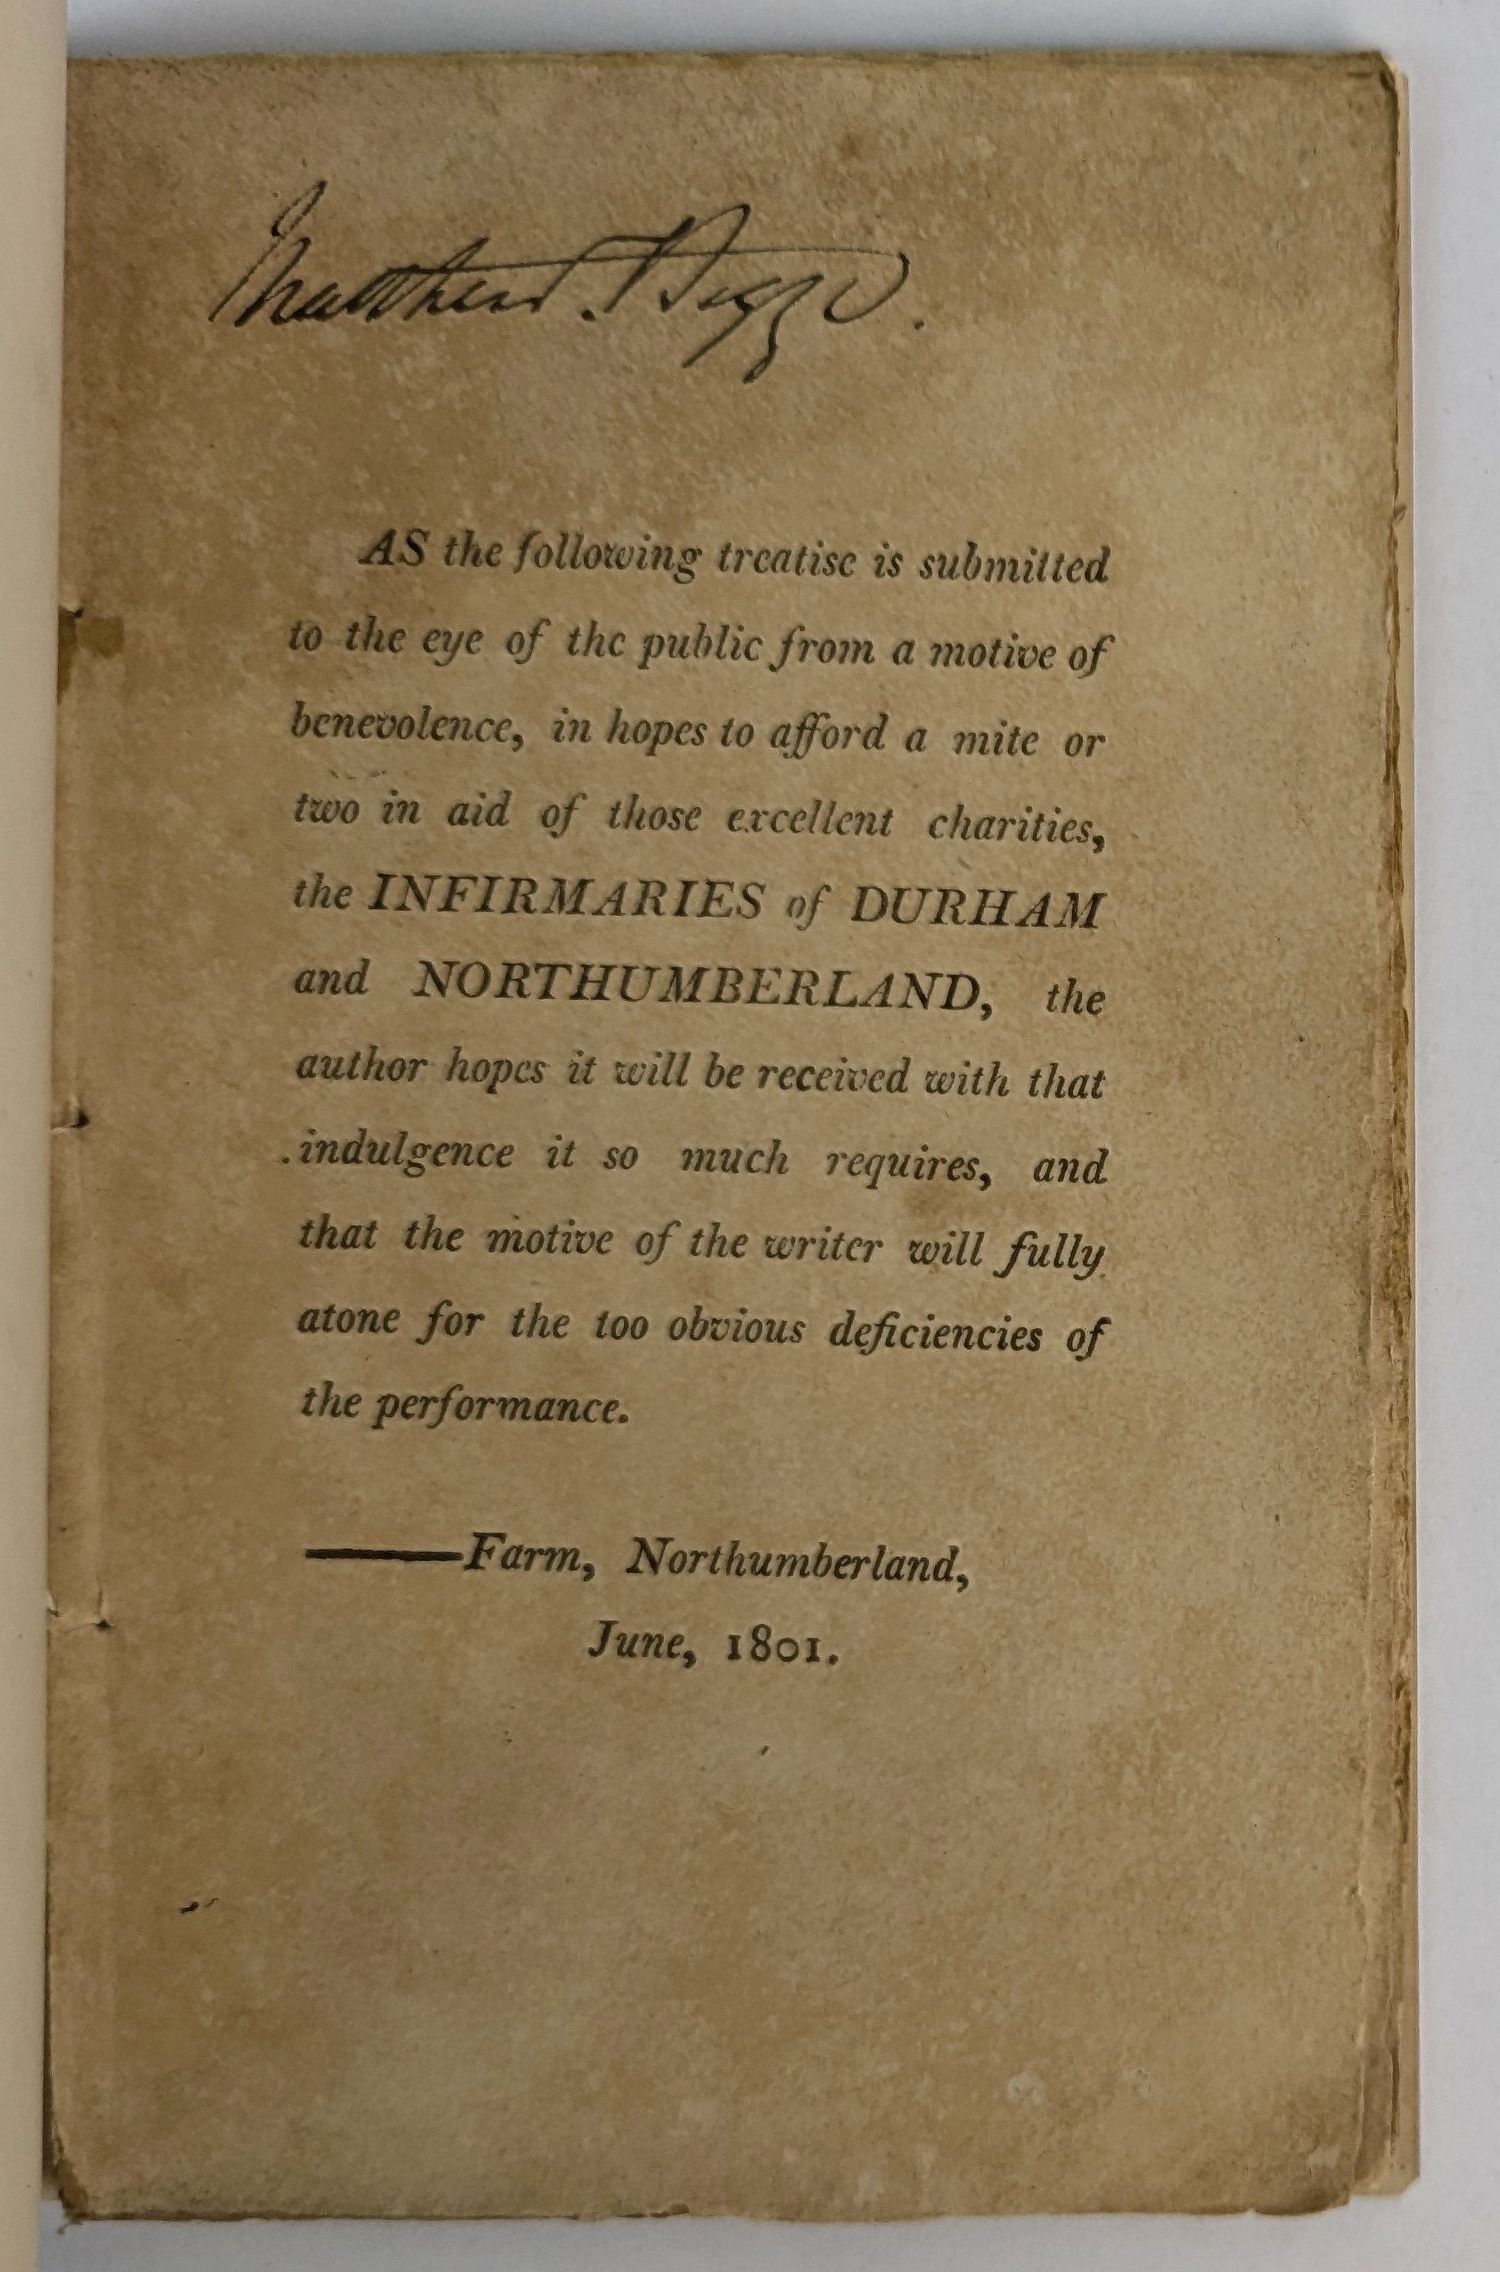 Matthew. Bigge.
AS the following treatise is submitted
to the eye of the public from a motive of
benevolence, in hopes to afford a mite or
two in aid of those excellent charities,
the INFIRMARIES of DURHAM
and NORTHUMBERLAND, the
author hopes it will be received with that
indulgence it so much requires, and
that the motive of the writer will fully
atone for the too obvious deficiencies of
the performance.
——Farm, Northumberland,
June, 1801.